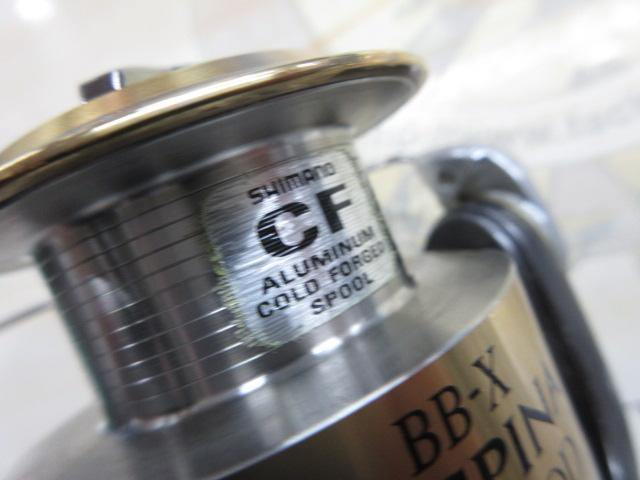 SHIMANO
CF
ALUMINUM
COLD FORGED
SPOOL
BB-X